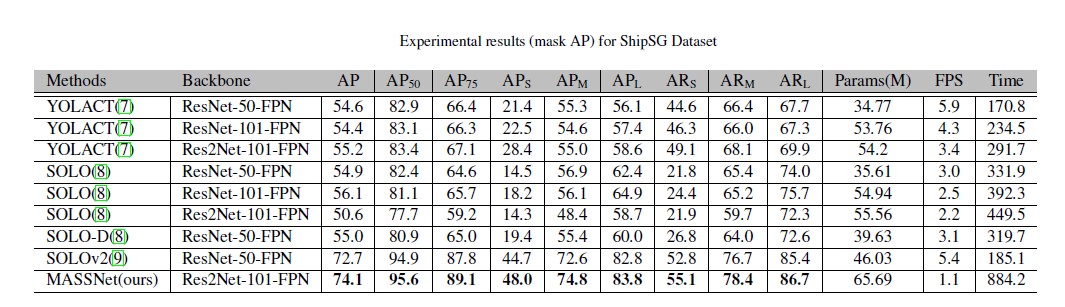 Experimental results (mask AP) for ShipSG Dataset
Methods Backbone AP AP50 AP75 APS APM APL ARS ARM ARL Params(M) FPS Time
YOLACT(7) ResNet-50-FPN 54.6 82.9 66.4 21.4 55.3 56.1 44.6 66.4 67.7 34.77 5.9 170.8
YOLACT(7) ResNet-101-FPN 54.4 83.1 66.3 22.5 54.6 57.4 46.3 66.0 67.3 53.76 4.3 234.5
YOLACT(7) Res2Net-101-FPN 55.2 83.4 67.1 28.4 55.0 58.6 49.1 68.1 69.9 54.2 3.4 291.7
SOLO(8) ResNet-50-FPN 54.9 82.4 64.6 14.5 56.9 62.4 21.8 65.4 74.0 35.61 3.0 331.9
SOLO(8) ResNet-101-FPN 56.1 81.1 65.7 18.2 56.1 64.9 24.4 65.2 75.7 54.94 2.5 392.3
SOLO(8) Res2Net-101-FPN 50.6 77.7 59.2 14.3 48.4 58.7 21.9 59.7 72.3 55.56 2.2 449.5
SOLO-D(8) ResNet-50-FPN 55.0 80.9 65.0 19.4 55.4 60.0 26.8 64.0 72.6 39.63 3.1 319.7
SOLOv2(9) ResNet-50-FPN 72.7 94.9 87.8 44.7 72.6 82.8 52.8 76.7 85.4 46.03 5.4 185.1
MASSNet(ours) Res2Net-101-FPN 74.1 95.6 89.1 48.0 74.8 83.8 55.1 78.4 86.7 65.69 1.1 884.2